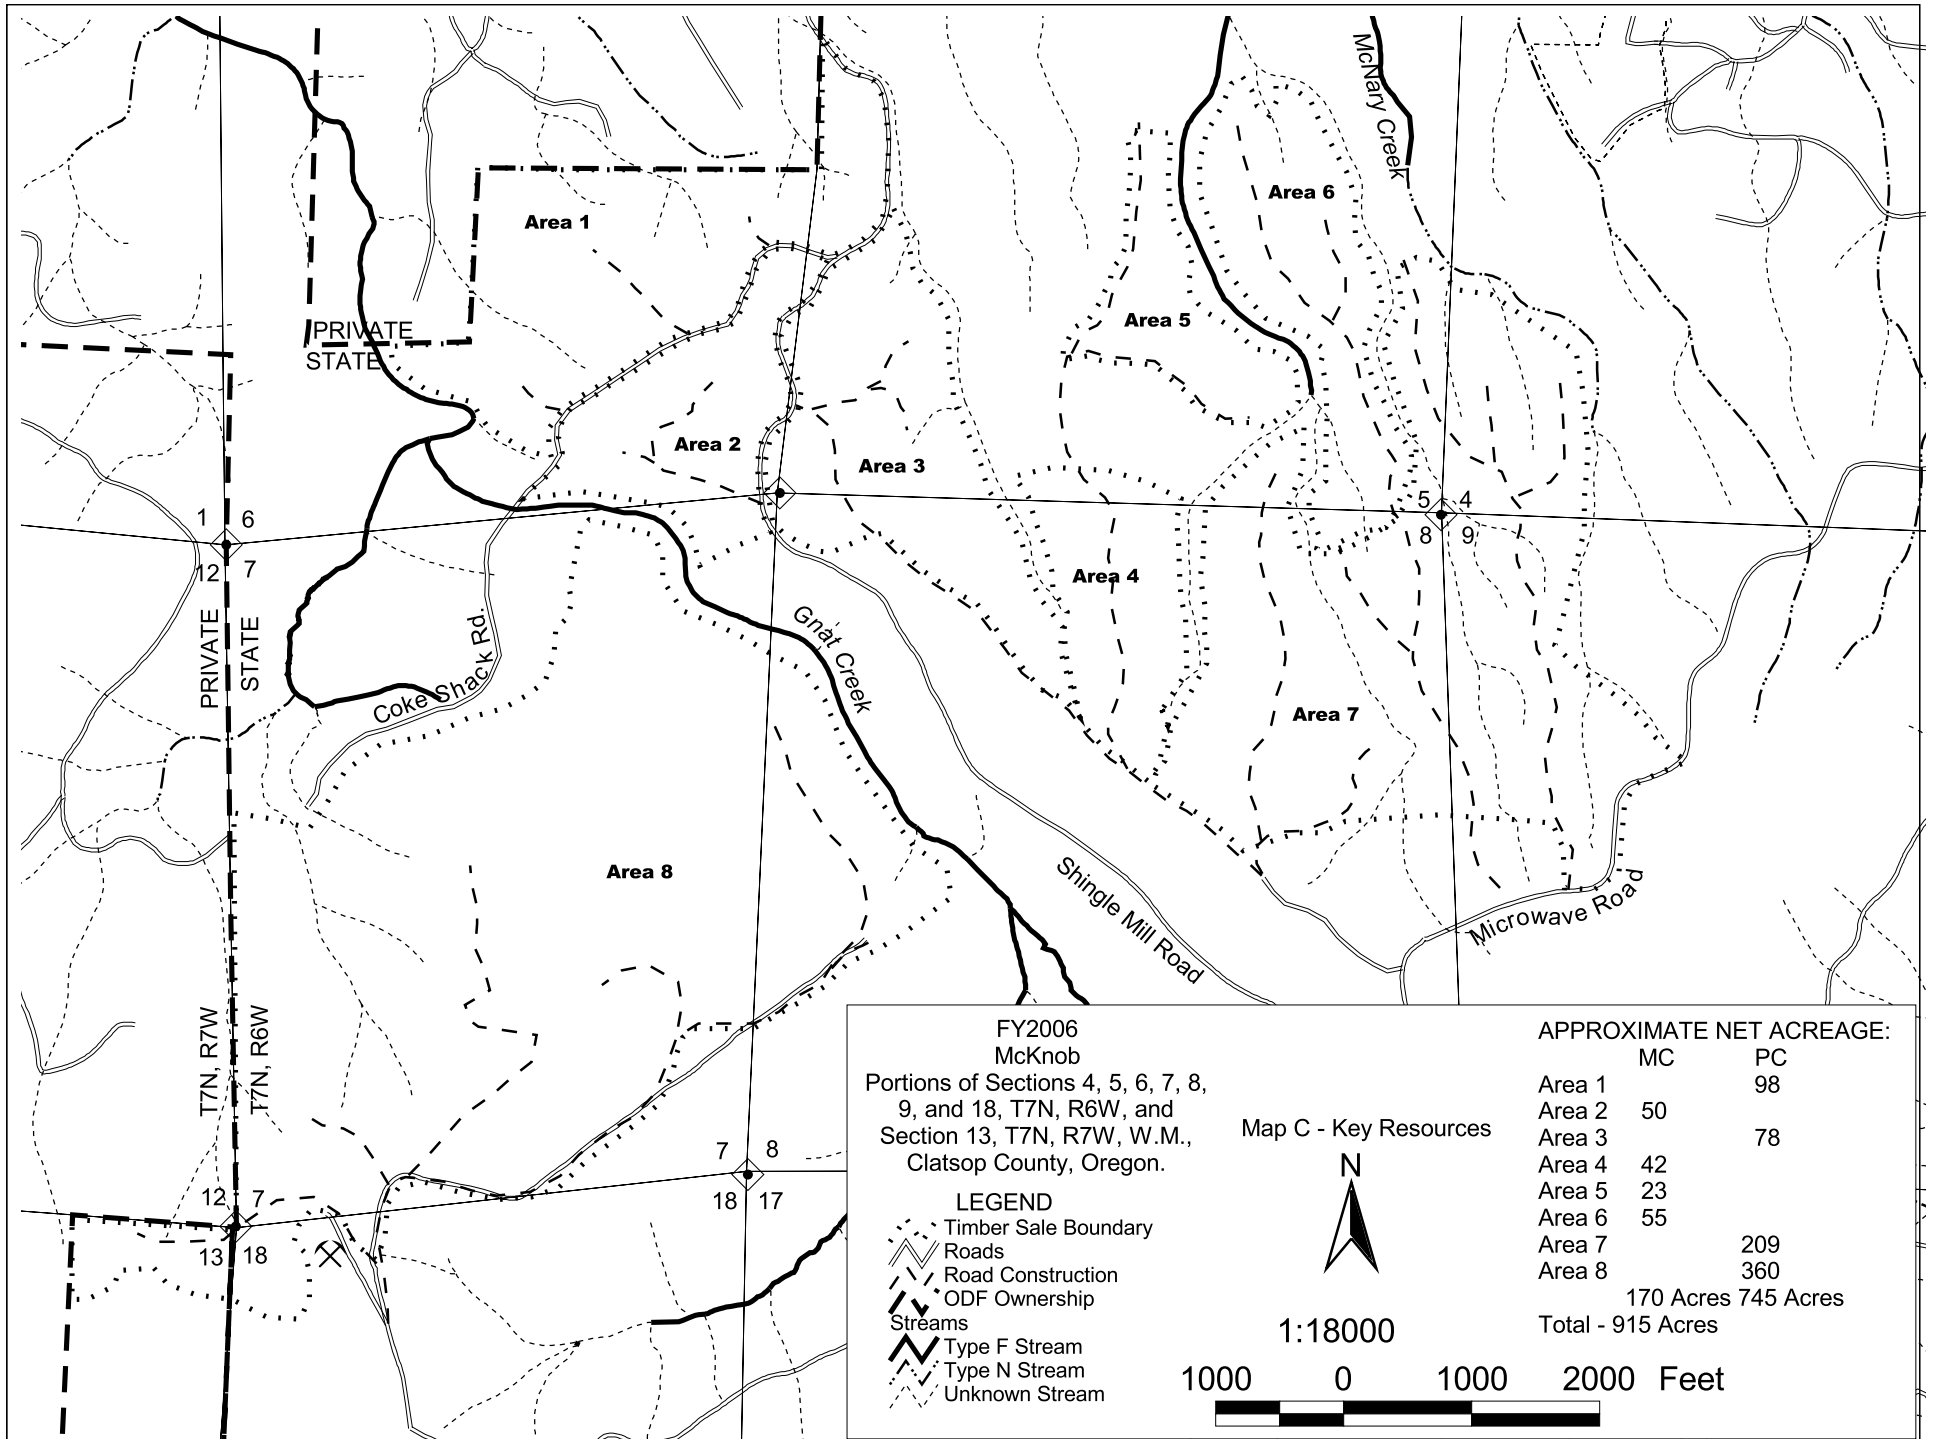 McNary Creek
Area 6
Area 1
Area 5
PRIVATE
STATE
Area 2
Area 3
5 4
8 9
1 6
12 7
Area 4
PRIVATE
STATE
Coke Shack Rd.
Gnat Creek
Area 7
Area 8
Shingle Mill Road
Microwave Road
T7N, R7W
T7N, R6W
7 8
18 17
12 7
13 18
FY2006
McKnob
Portions of Sections 4, 5, 6, 7, 8,
9, and 18, T7N, R6W, and
Section 13, T7N, R7W, W.M.,
Clatsop County, Oregon.
LEGEND
Timber Sale Boundary
Roads
Road Construction
ODF Ownership
Streams
Type F Stream
Type N Stream
Unknown Stream
Map C - Key Resources
N
1:18000
1000 0 1000 2000 Feet
APPROXIMATE NET ACREAGE:
MC PC
Area 1 98
Area 2 50
Area 3 78
Area 4 42
Area 5 23
Area 6 55
Area 7 209
Area 8 360
170 Acres 745 Acres
Total - 915 Acres